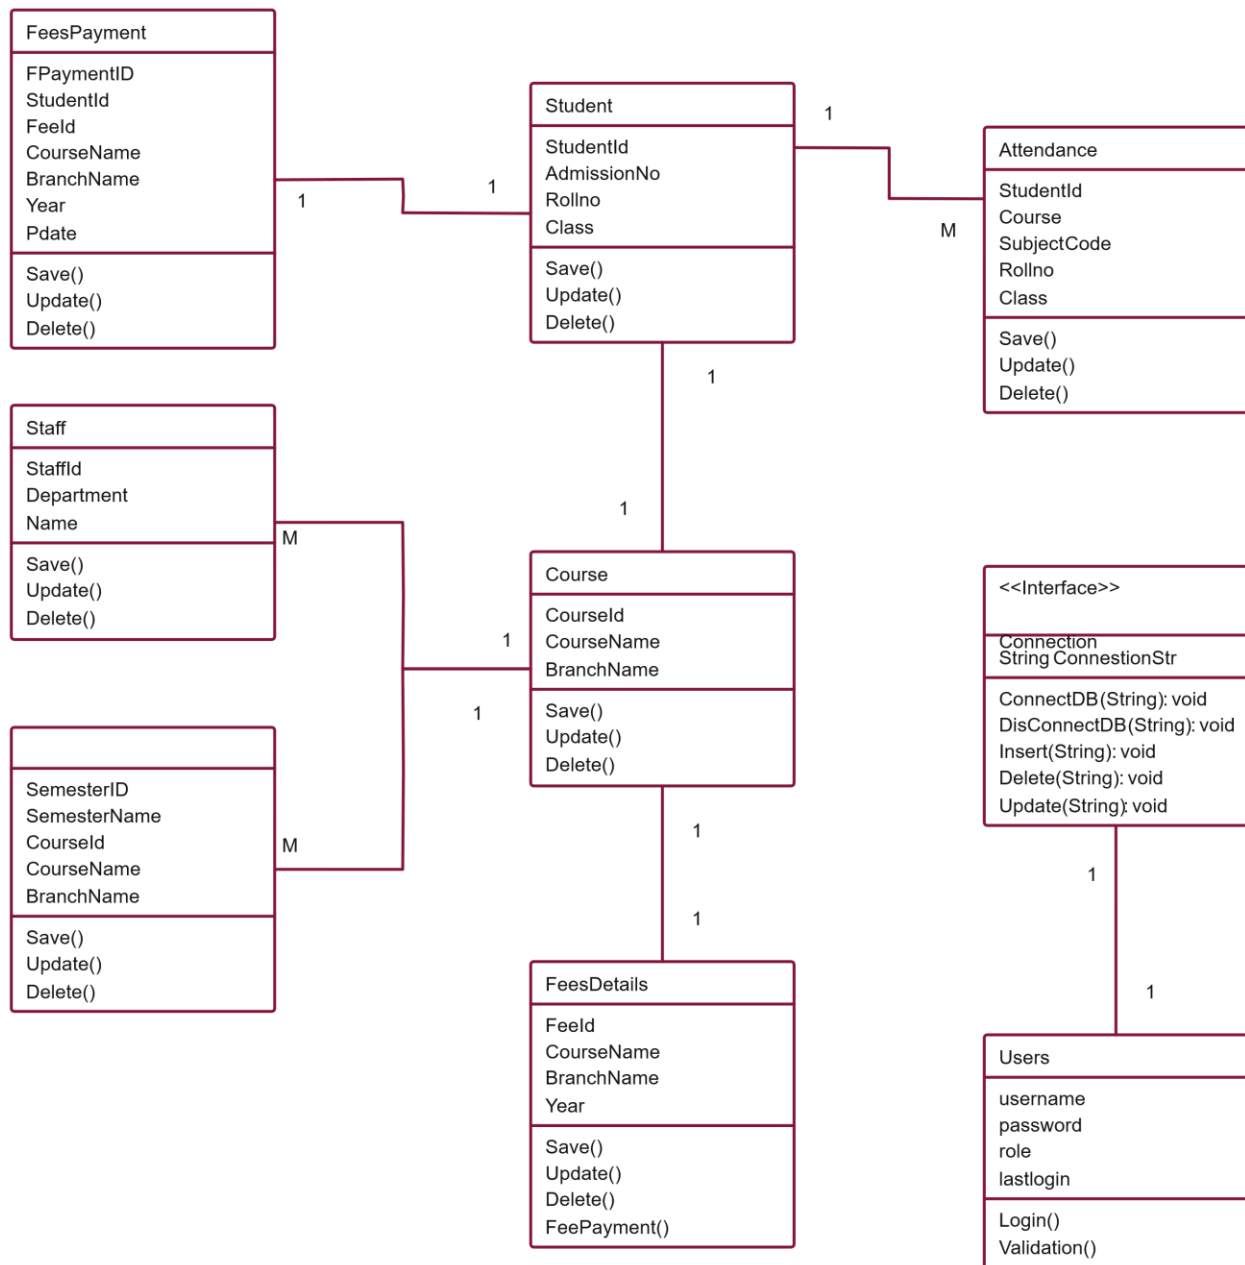 FeesPayment
FPaymentID
StudentId
FeeId
CourseName
BranchName
Year
Pdate
Save()
Update()
Delete()
1
1
Student
StudentId
AdmissionNo
Rollno
Class
Save()
Update()
Delete()
1
M
Attendance
StudentId
Course
SubjectCode
Rollno
Class
Save()
Update()
Delete()
1
1
Staff
StaffId
Department
Name
Save()
Update()
Delete()
M
1
1
Course
CourseId
CourseName
BranchName
Save()
Update()
Delete()
<<Interface>>
Connection
String ConnestionStr
ConnectDB(String): void
DisConnectDB(String): void
Insert(String): void
Delete(String): void
Update(String): void
SemesterID
SemesterName
CourseId
CourseName
BranchName
Save()
Update()
Delete()
M
1
1
FeesDetails
FeeId
CourseName
BranchName
Year
Save()
Update()
Delete()
FeePayment()
1
1
Users
username
password
role
lastlogin
Login()
Validation()